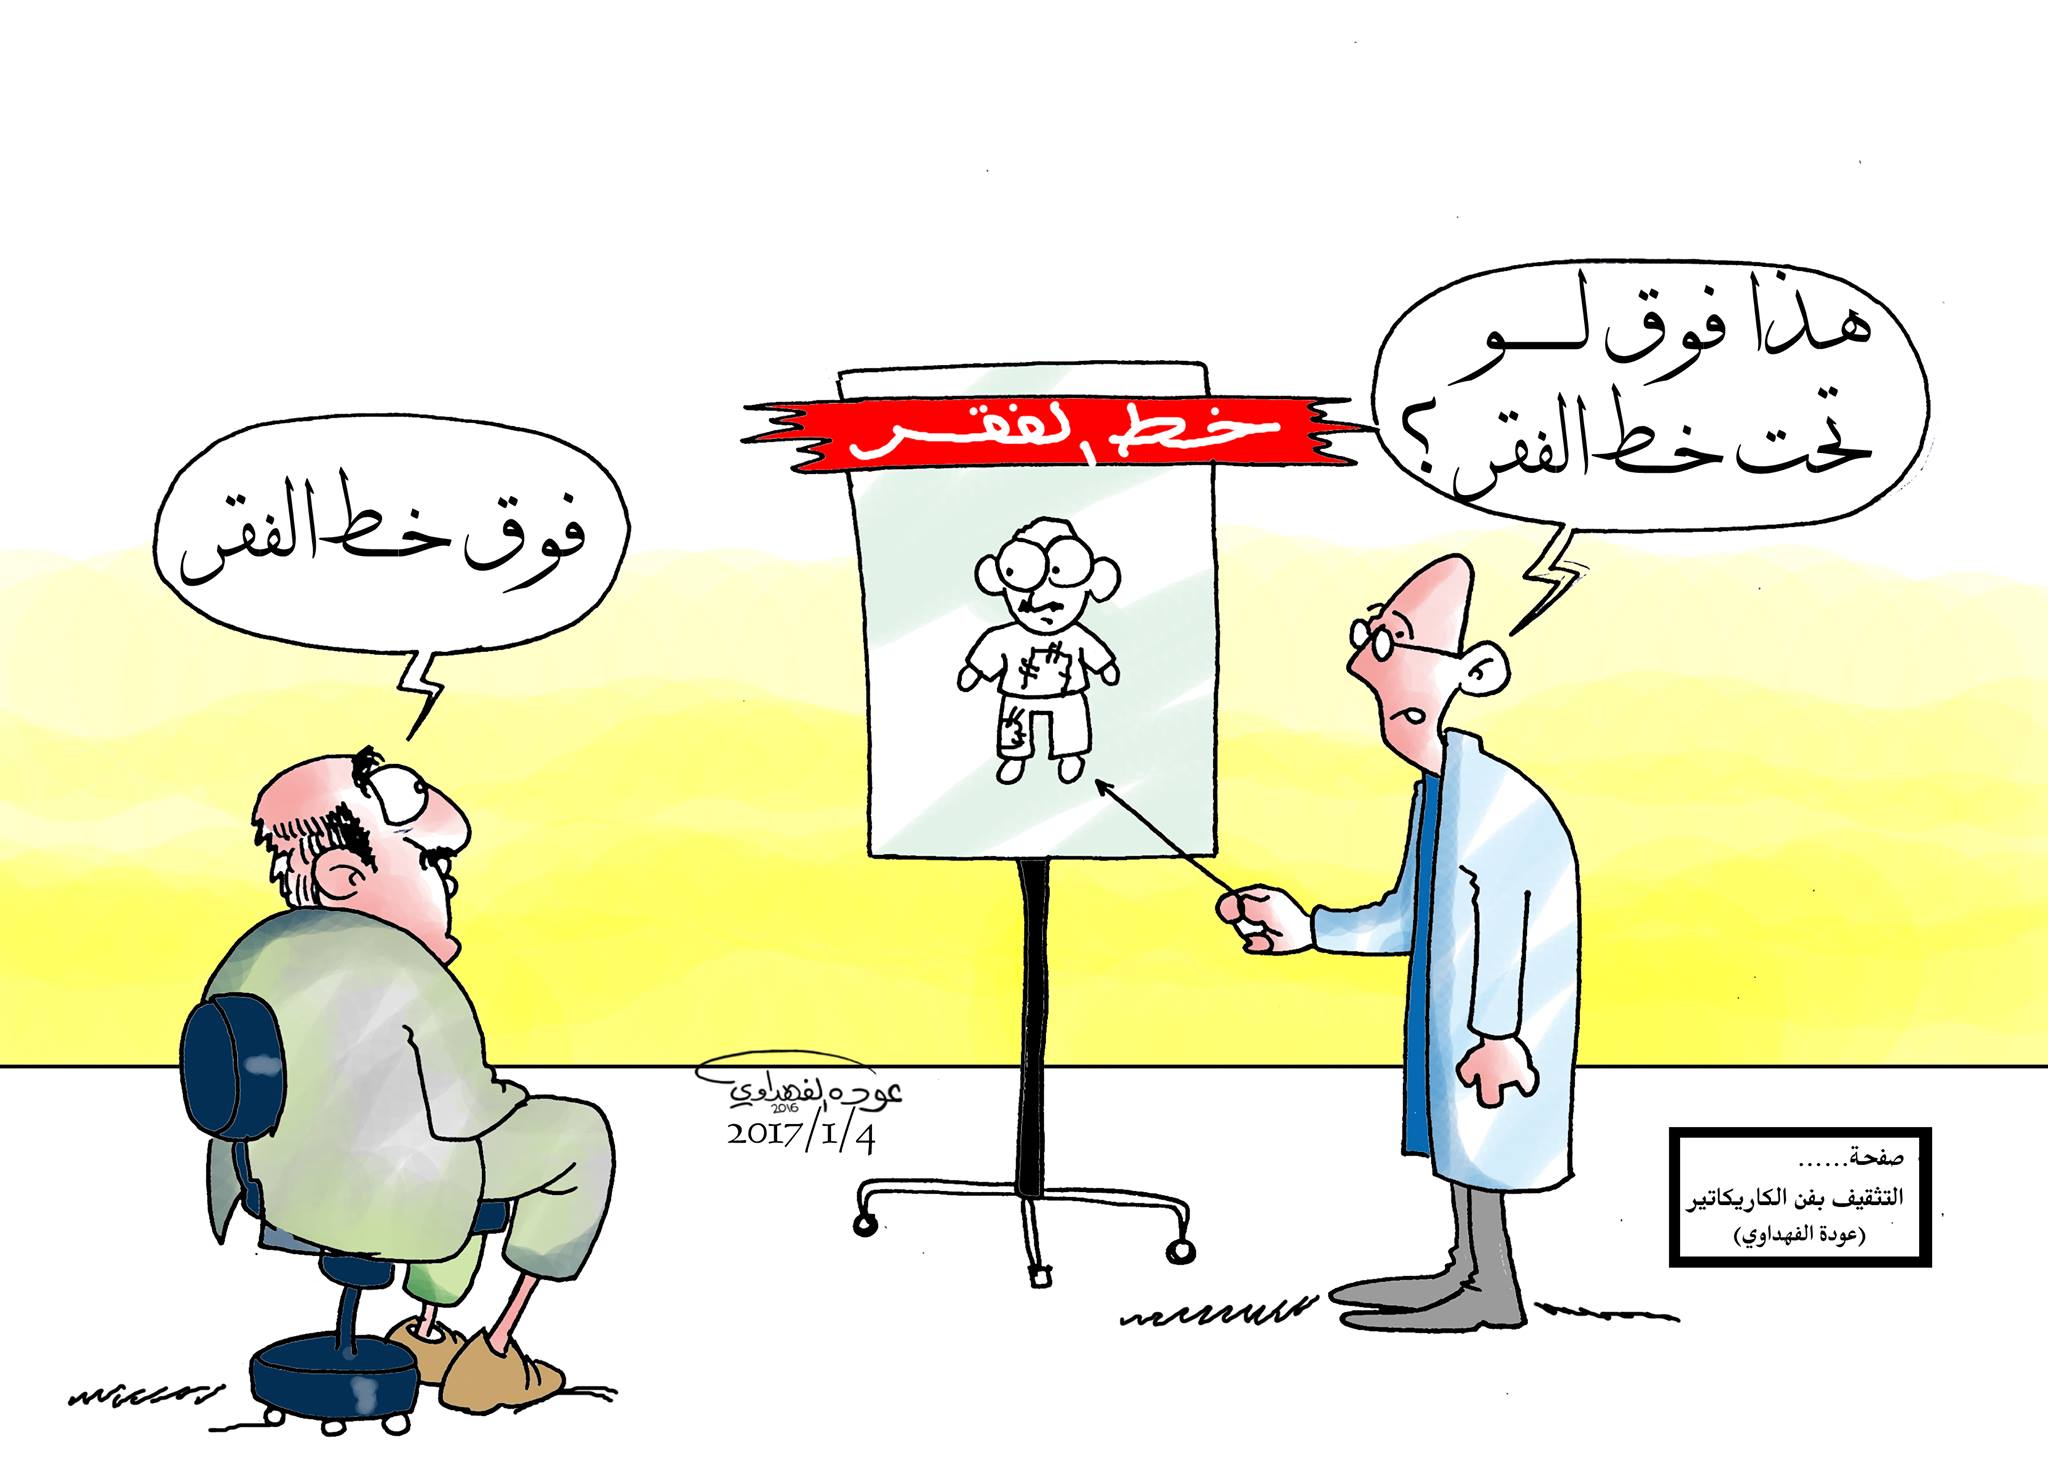 هذا فوق لو
تحت خط الفقر؟
خط الفقر
فوق خط الفقر
عوده الفهداوي
2016
2017/1/4
صفحة......
التثقيف بفن الكاريكاتير
(عودة الفهداوي)